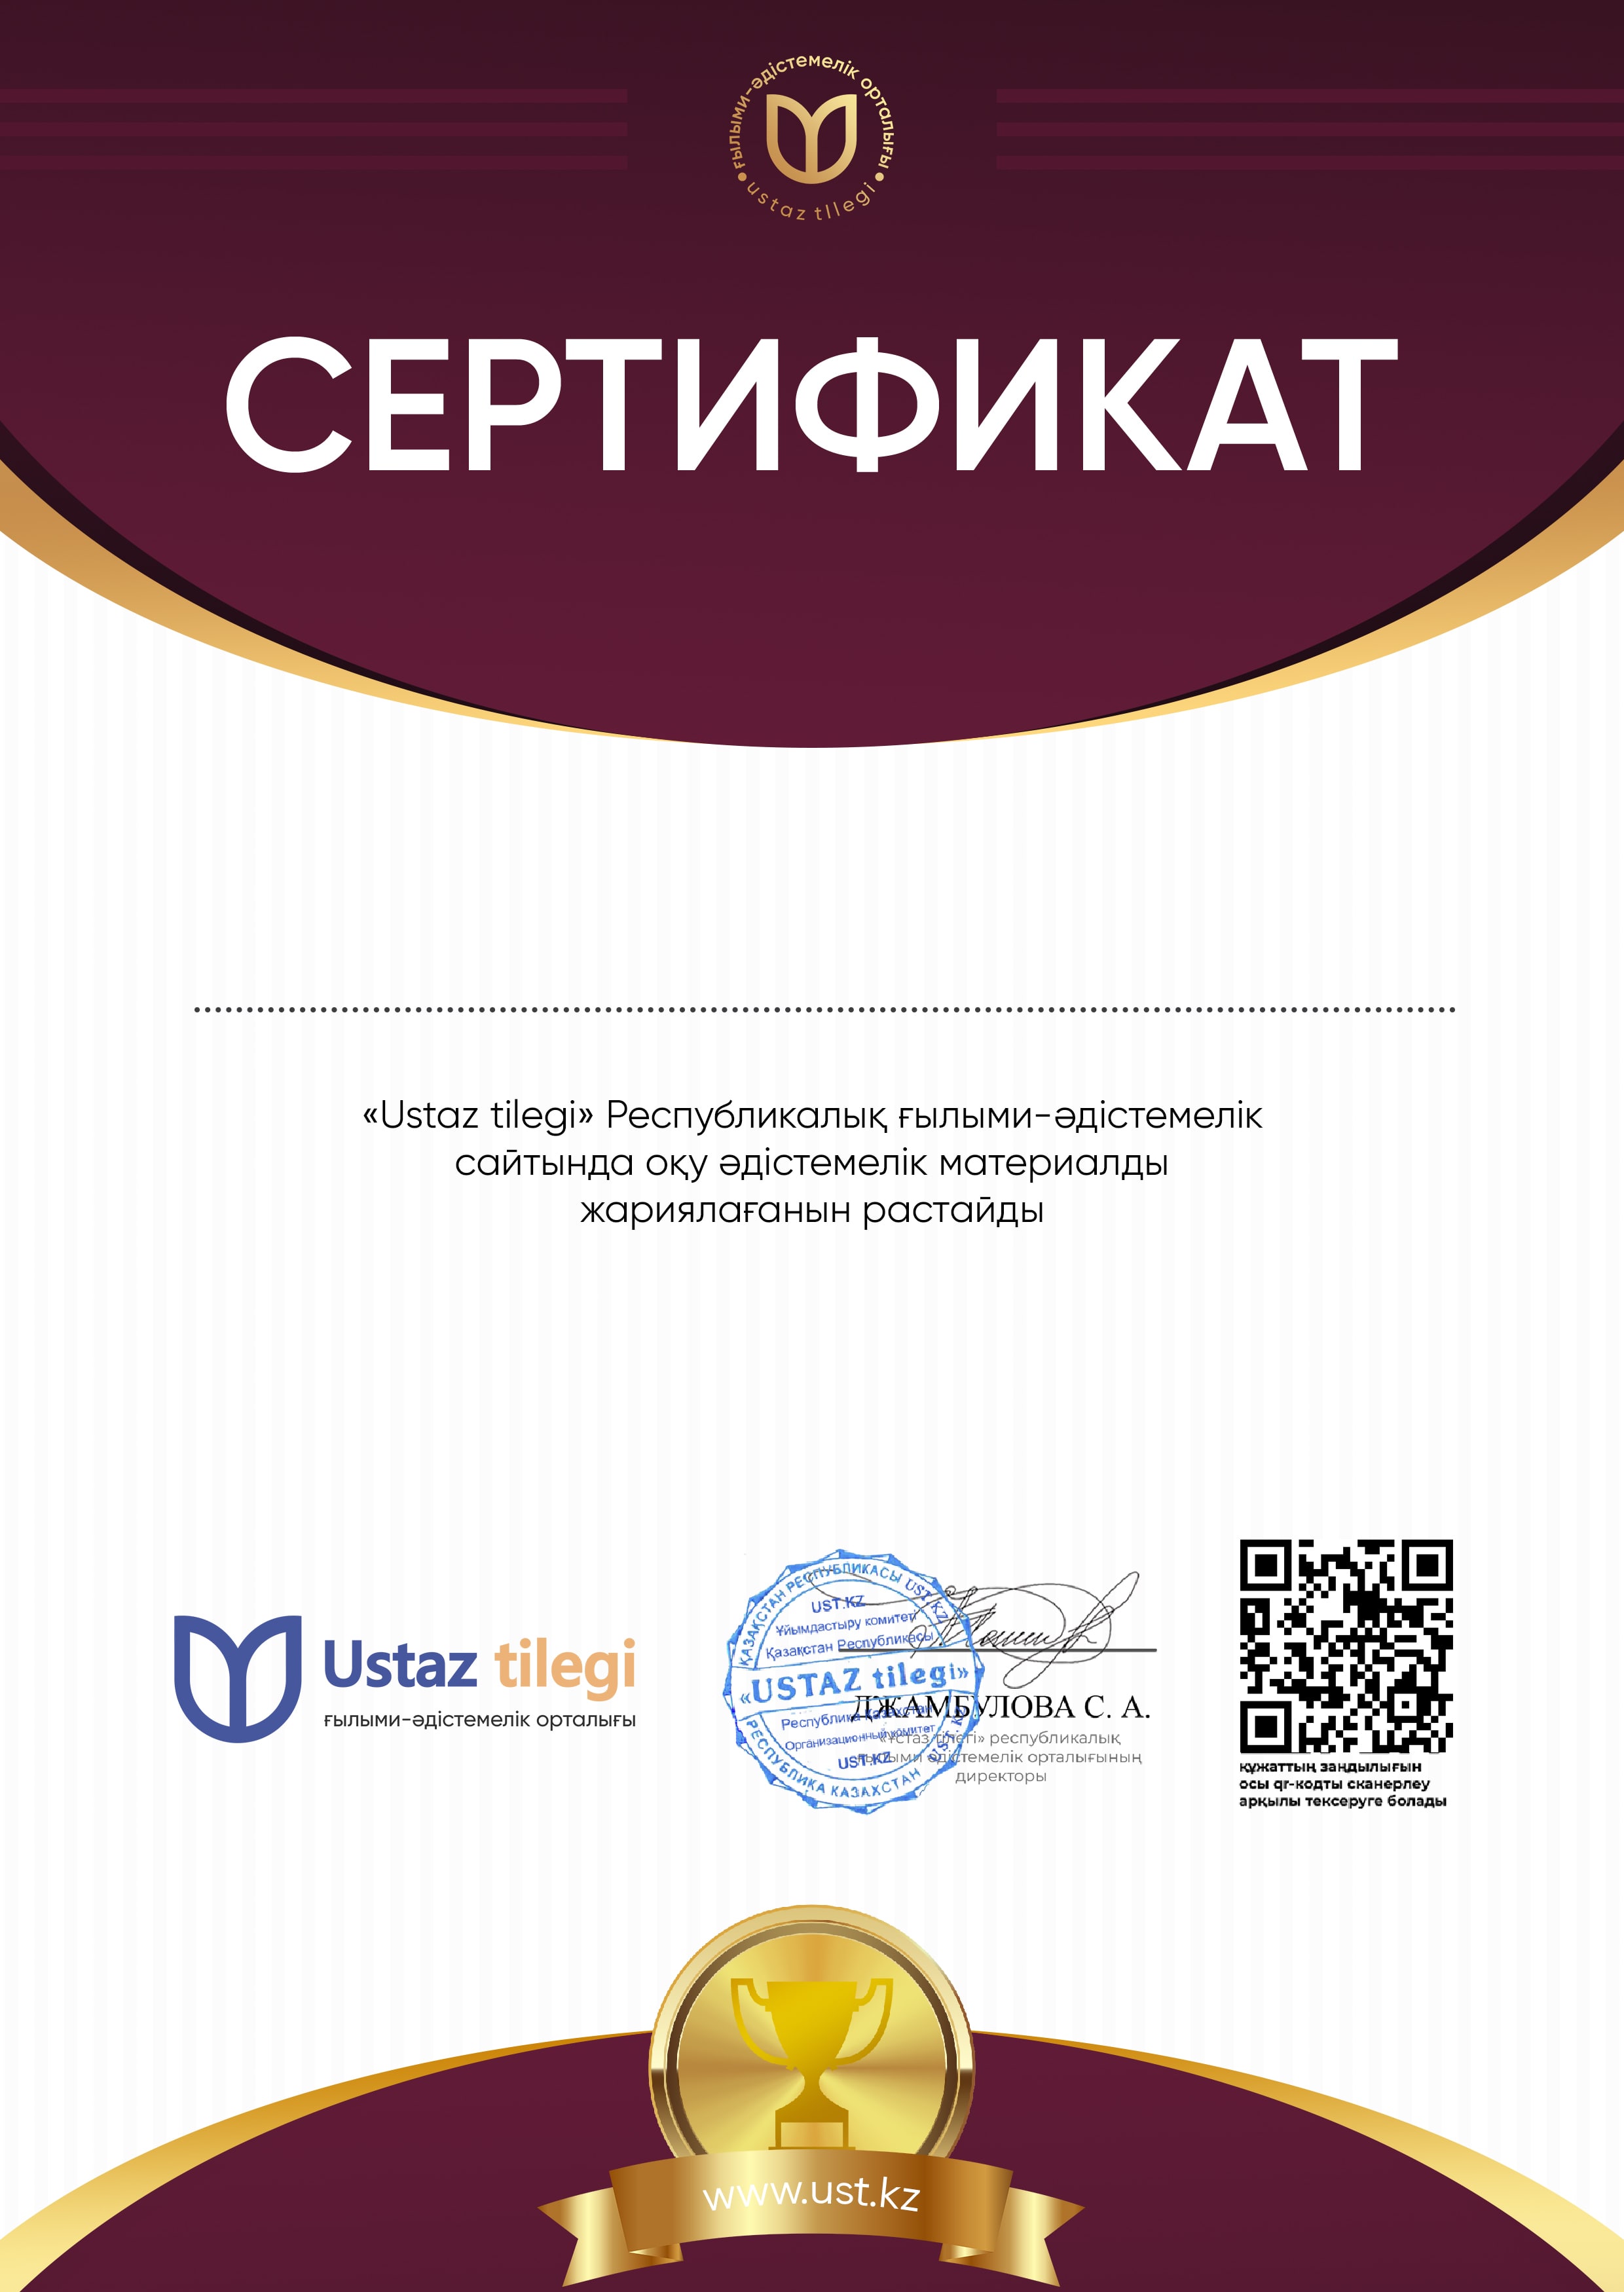 ғылыми-әдістемелік орталығы
ustaz tilegi
СЕРТИФИКАТ
«Ustaz tilegi» Республикалық ғылыми-әдістемелік
сайтында оқу әдістемелік материалды
жариялағанын растайды
Ustaz tilegi
ғылыми-әдістемелік орталығы
ҚАЗАҚСТАН РЕСПУБЛИКАСЫ UST.KZ
UST.KZ
Ұйымдастыру комитеті
Қазақстан Республикасы
«USTAZ tilegi»
Республика Казахстан
Организационный комитет
UST.KZ
РЕСПУБЛИКА КАЗАХСТАН UST.KZ
ДЖАМБУЛОВА С. А.
«Ұстаз тілегі» республикалық
ғылыми әдістемелік орталығының
директоры
құжаттың заңдылығын
осы qr-кодты сканерлеу
арқылы тексеруге болады
www.ust.kz